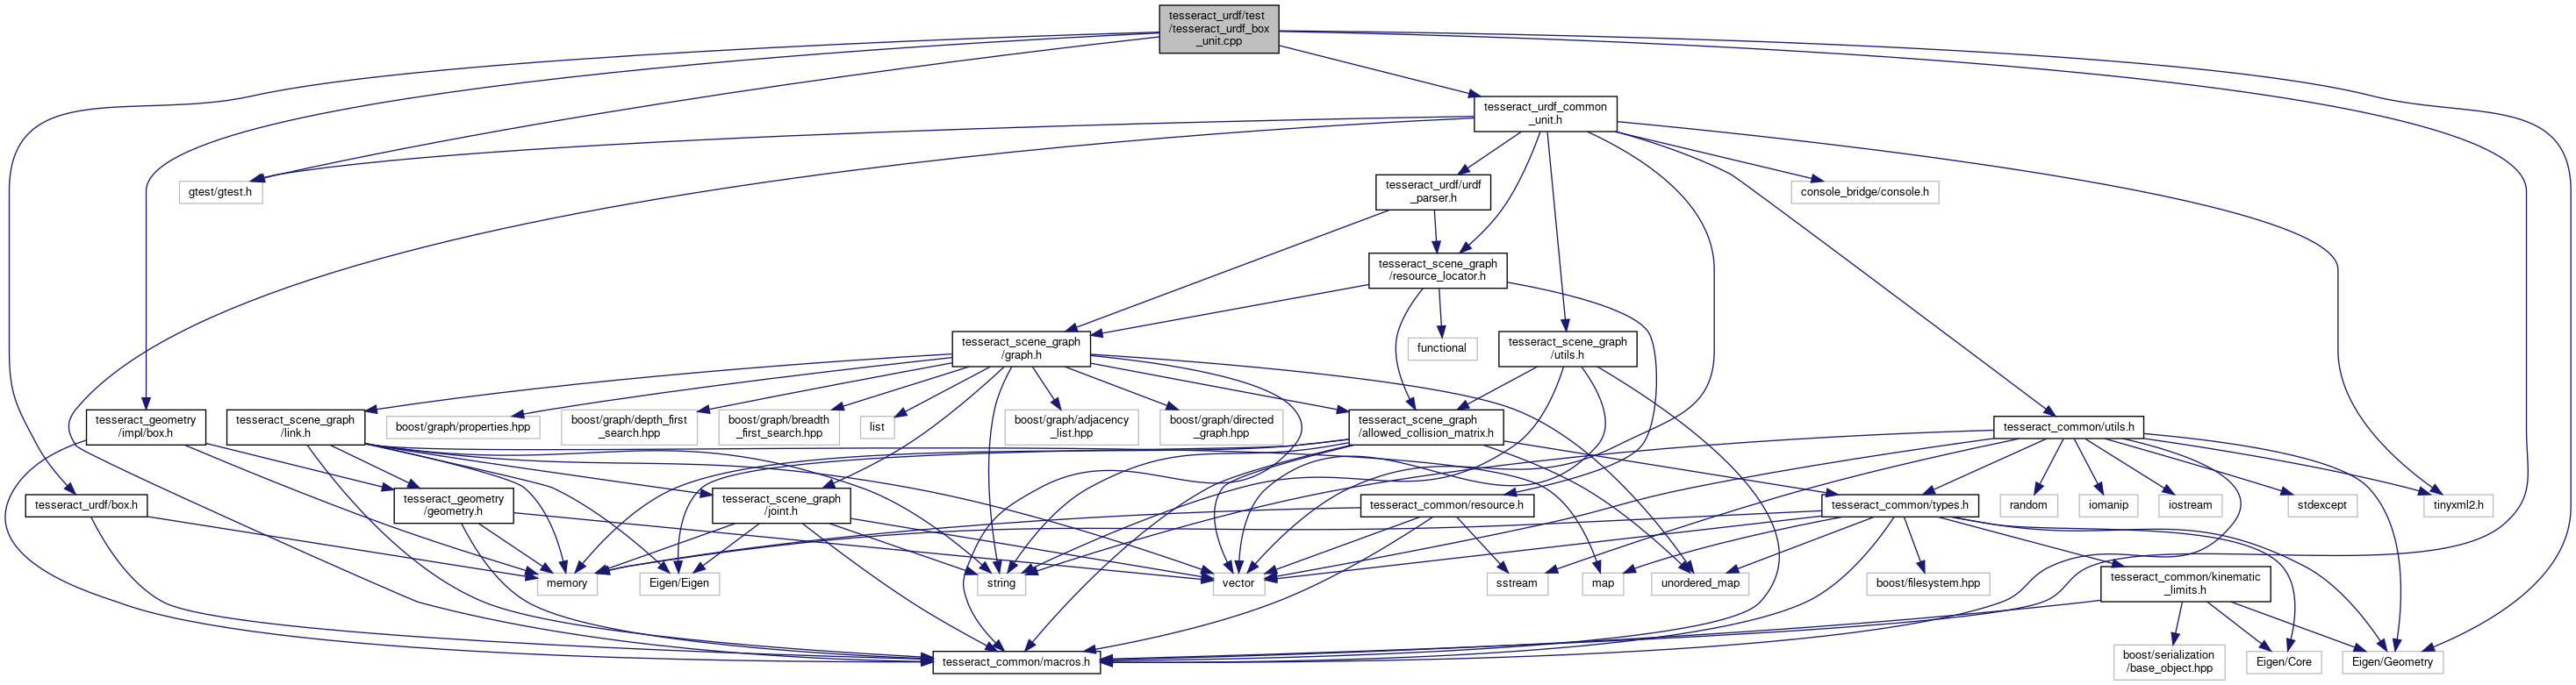 tesseract_urdf/test
/tesseract_urdf_box
_unit.cpp
tesseract_urdf_common
_unit.h
gtest/gtest.h
tesseract_urdf/urdf
_parser.h
console_bridge/console.h
tesseract_scene_graph
/resource_locator.h
tesseract_scene_graph
/graph.h
functional
tesseract_scene_graph
/utils.h
tesseract_geometry
/impl/box.h
tesseract_scene_graph
/link.h
boost/graph/properties.hpp
boost/graph/depth_first
_search.hpp
boost/graph/breadth
_first_search.hpp
list
boost/graph/adjacency
_list.hpp
boost/graph/directed
_graph.hpp
tesseract_scene_graph
/allowed_collision_matrix.h
tesseract_common/utils.h
tesseract_urdf/box.h
tesseract_geometry
/geometry.h
tesseract_scene_graph
/joint.h
tesseract_common/resource.h
tesseract_common/types.h
random
iomanip
iostream
stdexcept
tinyxml2.h
memory
Eigen/Eigen
string
vector
sstream
map
unordered_map
boost/filesystem.hpp
tesseract_common/kinematic
_limits.h
tesseract_common/macros.h
boost/serialization
/base_object.hpp
Eigen/Core
Eigen/Geometry